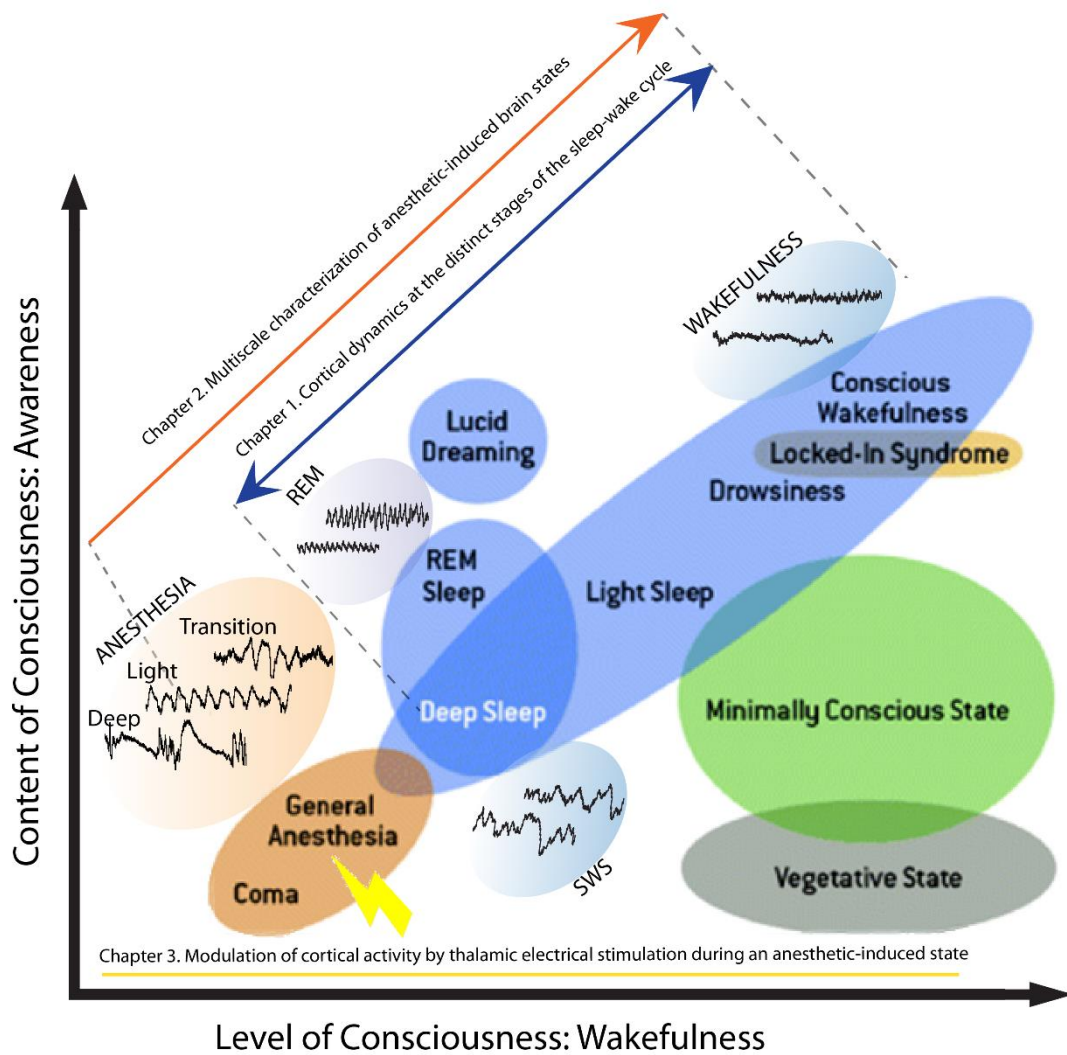 Chapter 2. Multiscale characterization of anesthetic-induced brain states
Chapter 1. Cortical dynamics at the distinct stages of the sleep-wake cycle
Content of Consciousness: Awareness
WAKEFULNESS
Conscious
Wakefulness
Locked-In Syndrome
Drowsiness
Lucid
Dreaming
REM
REM
Sleep
Light Sleep
ANESTHESIA
Transition
Light
Deep
Deep Sleep
Minimally Conscious State
General
Anesthesia
Coma
SWS
Vegetative State
Chapter 3. Modulation of cortical activity by thalamic electrical stimulation during an anesthetic-induced state
Level of Consciousness: Wakefulness